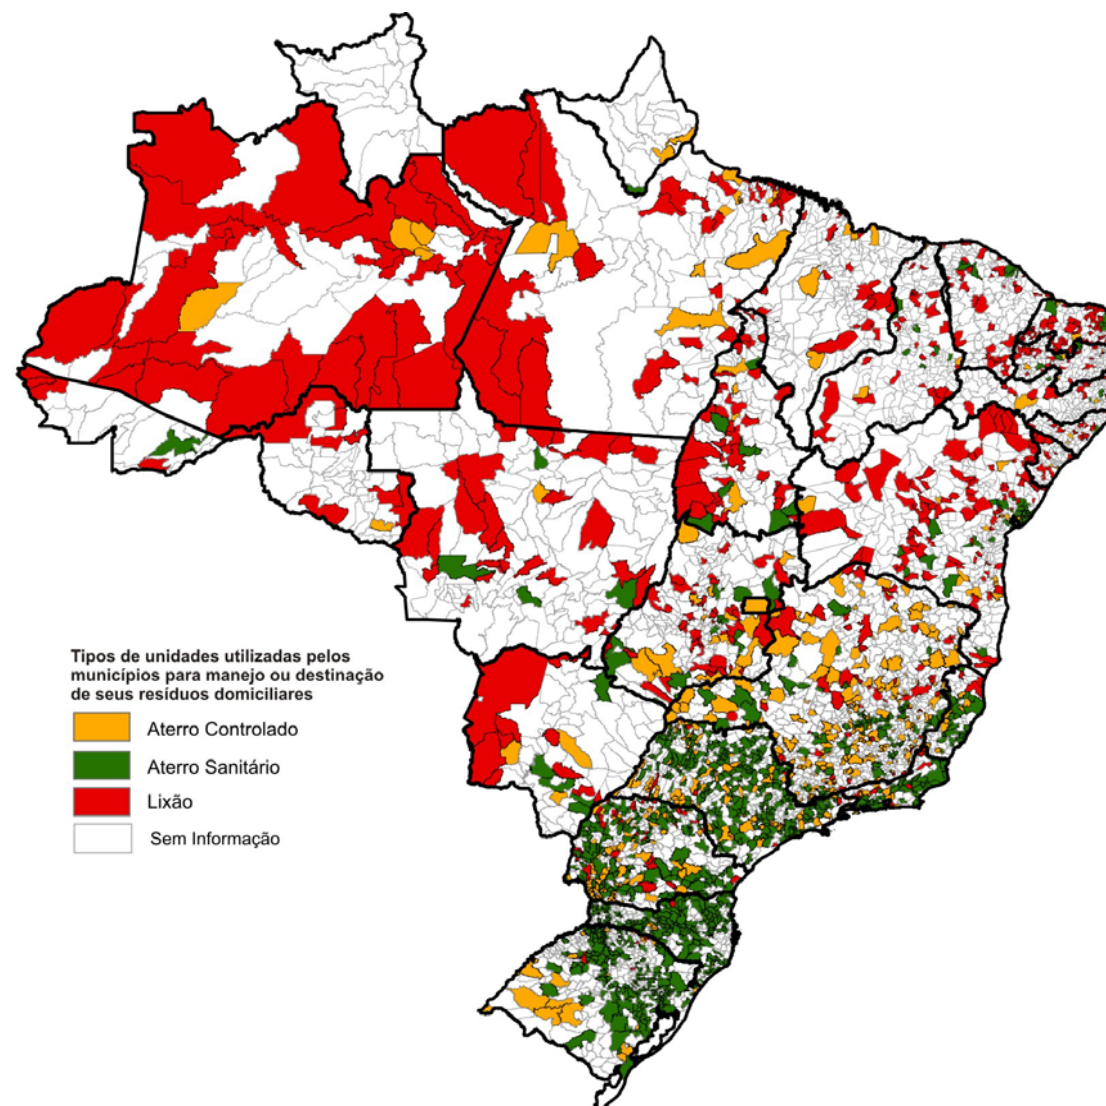 Tipos de unidades utilizadas pelos
municípios para manejo ou destinação
de seus resíduos domiciliares
Aterro Controlado
Aterro Sanitário
Lixão
Sem Informação